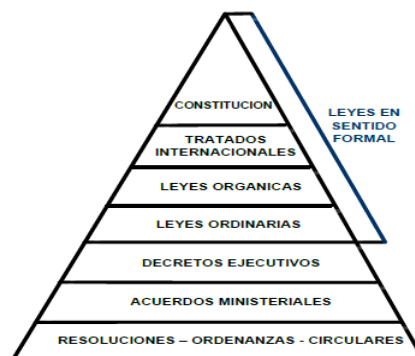 CONSTITUCION
LEYES EN
SENTIDO
FORMAL
TRATADOS
INTERNACIONALES
LEYES ORGANICAS
LEYES ORDINARIAS
DECRETOS EJECUTIVOS
ACUERDOS MINISTERIALES
RESOLUCIONES – ORDENANZAS - CIRCULARES